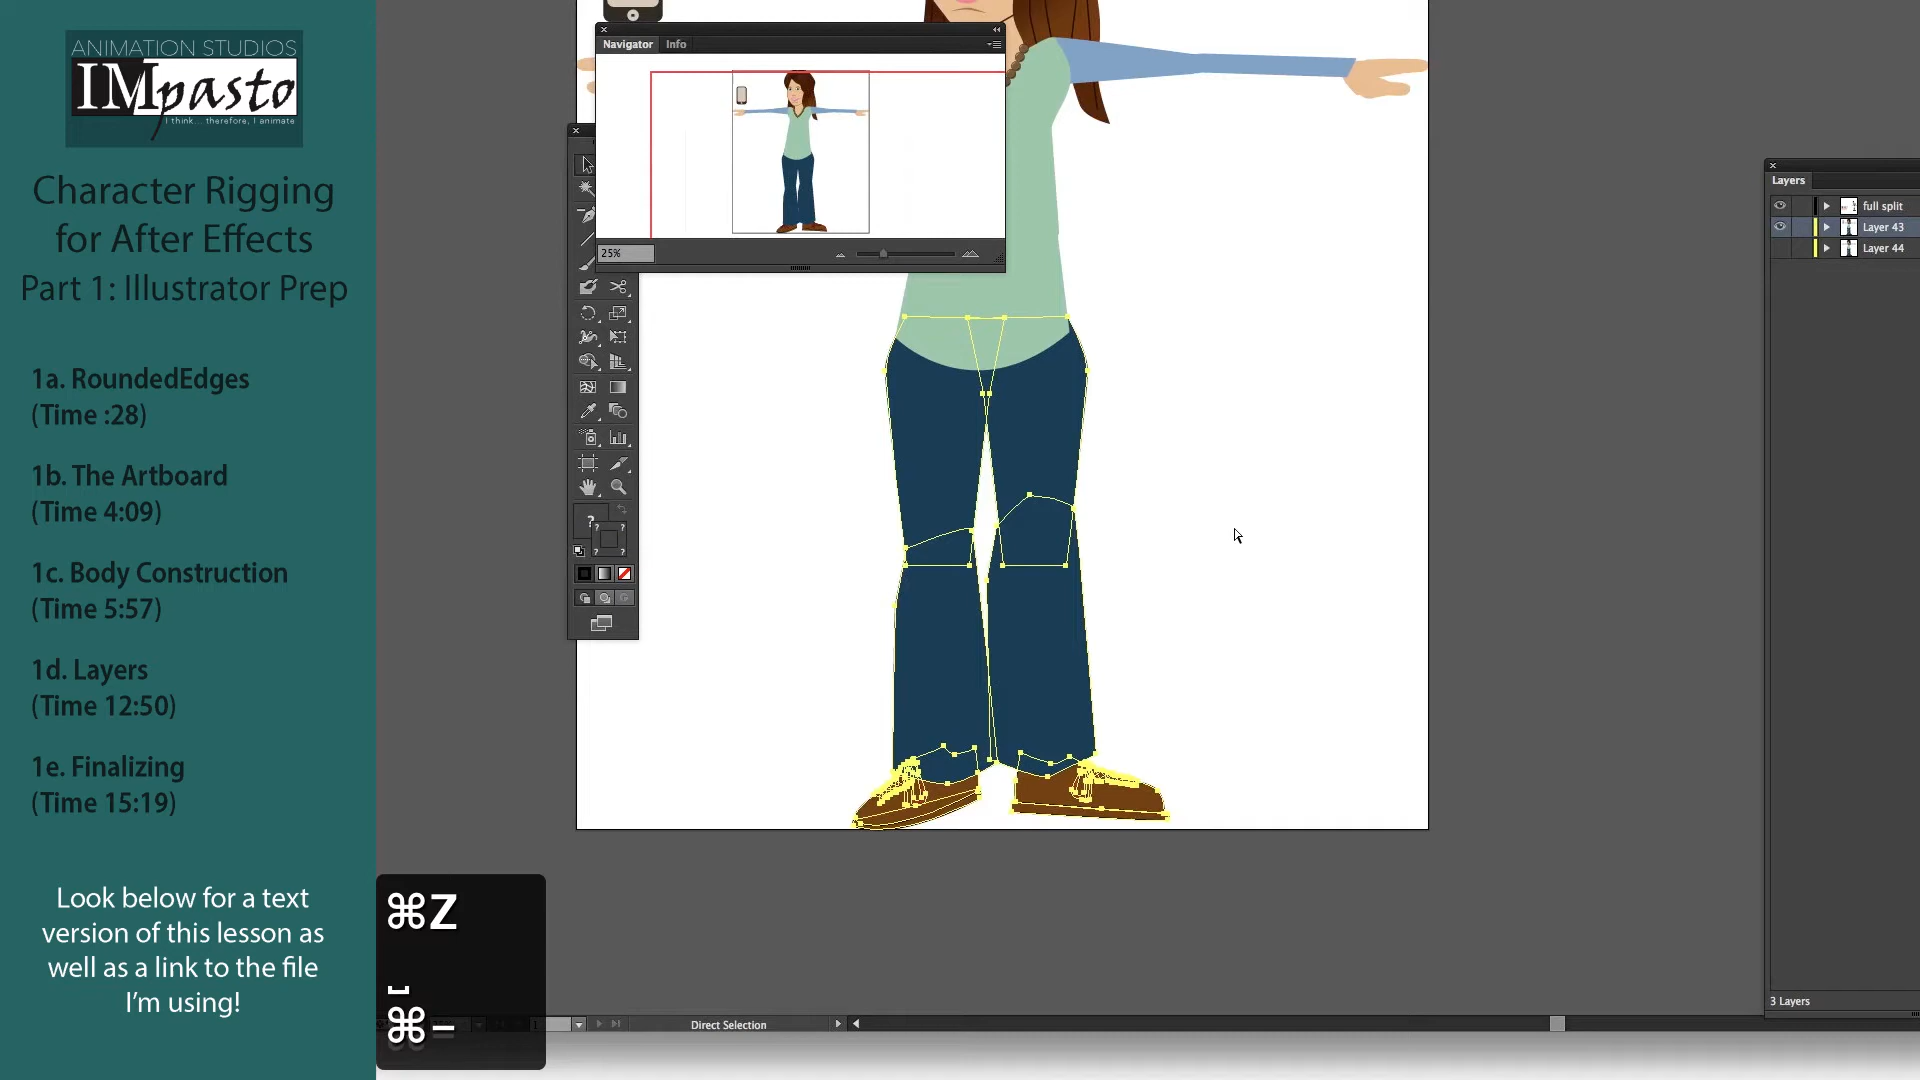 ANIMATION STUDIOS
IMpasto
I think... therefore, I animate
Character Rigging
for After Effects
Part 1: Illustrator Prep
1a. RoundedEdges
(Time :28)
1b. The Artboard
(Time 4:09)
1c. Body Construction
(Time 5:57)
1d. Layers
(Time 12:50)
1e. Finalizing
(Time 15:19)
Look below for a text
version of this lesson as
well as a link to the file
I'm using!
Navigator
Info
25%
Layers
full split
Layer 43
Layer 44
3 Layers
⌘Z
⌘–
Direct Selection